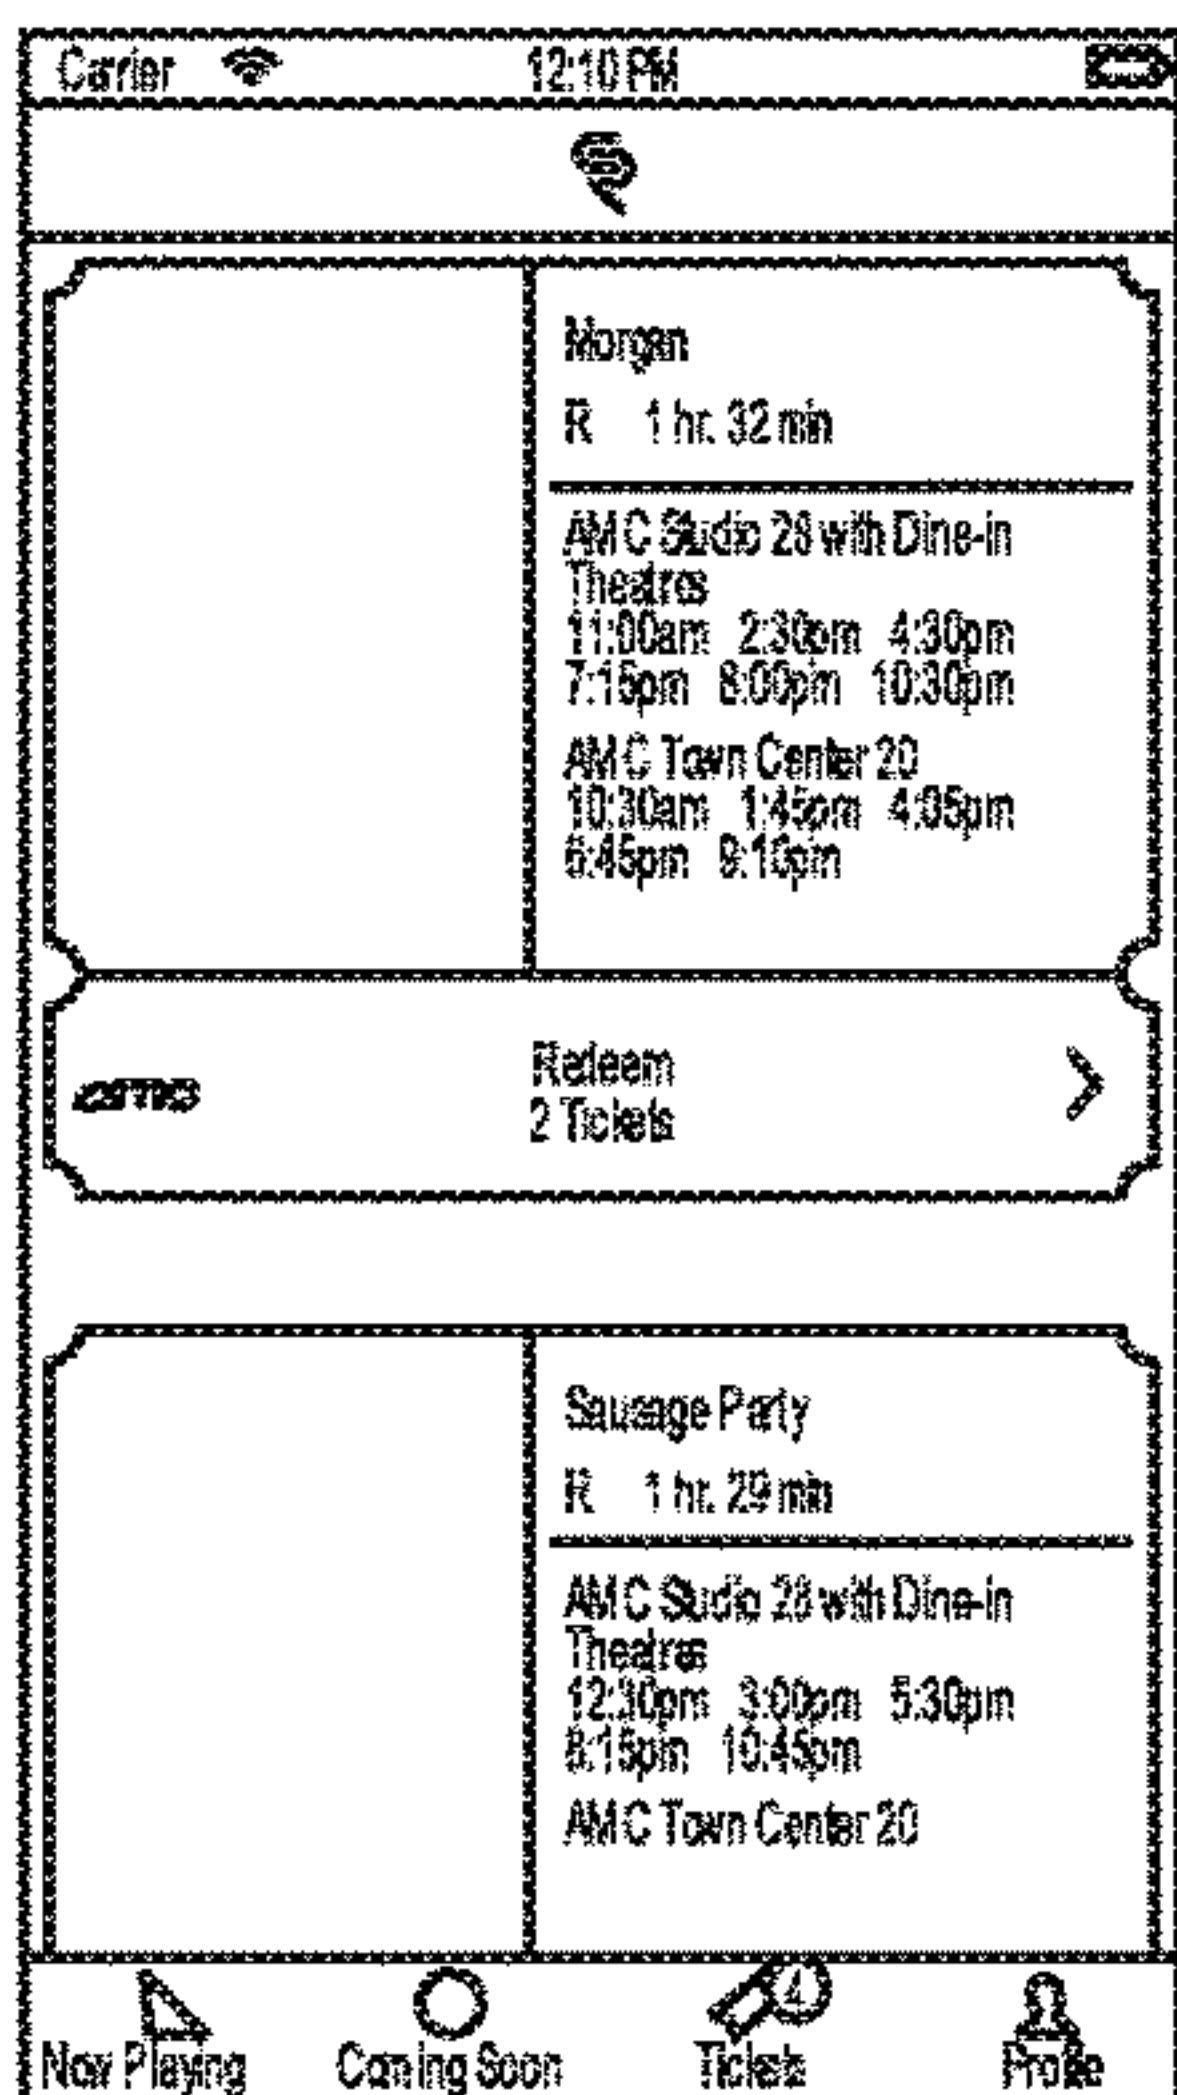 Carrier 12:10 PM
Morgan
R 1 hr. 32 min
AMC Studio 28 with Dine-in
Theatres
11:00am 2:30pm 4:30pm
7:15pm 8:00pm 10:30pm
AMC Town Center 20
10:30am 1:45pm 4:05pm
6:45pm 9:10pm
amc
Redeem
2 Tickets
Sausage Party
R 1 hr. 29 min
AMC Studio 28 with Dine-in
Theatres
12:30pm 3:00pm 5:30pm
8:15pm 10:45pm
AMC Town Center 20
4
Now Playing Coming Soon Tickets Profile